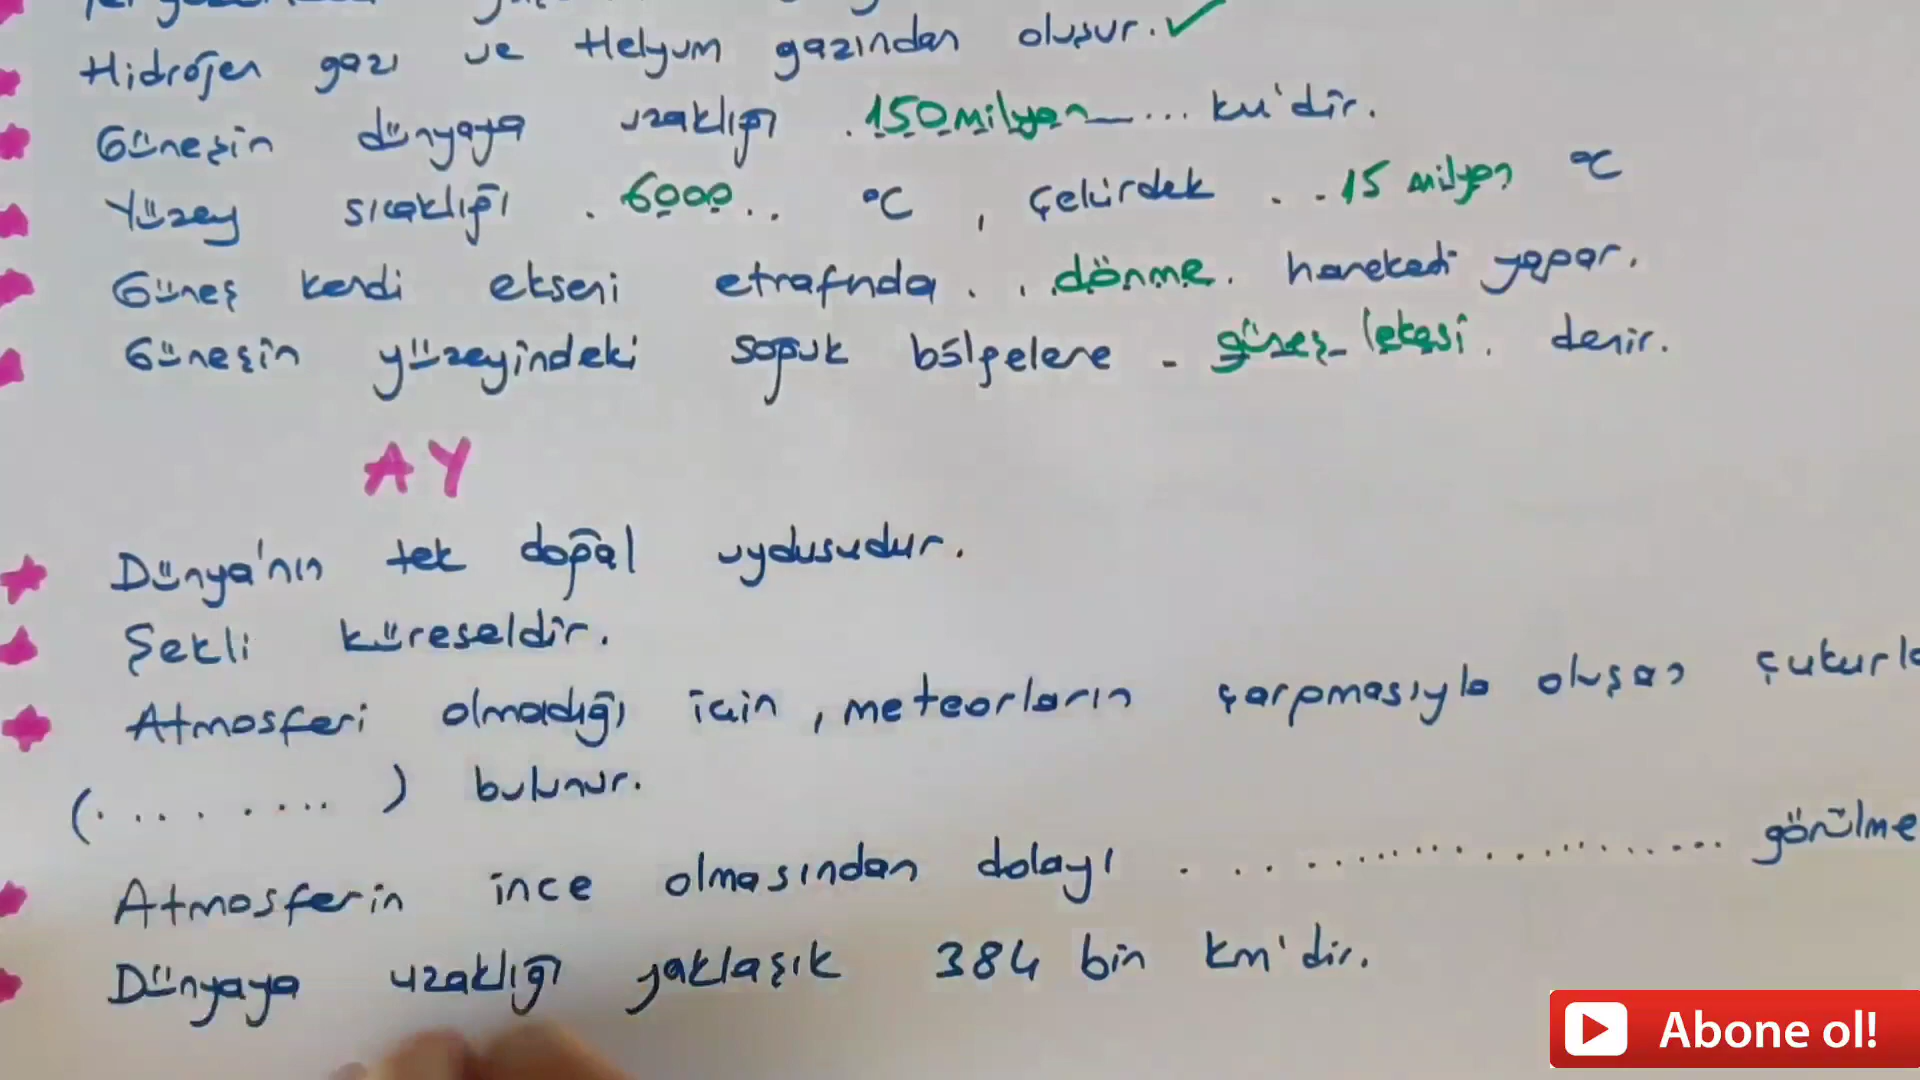 Hidrojen gazı ve Helyum gazından oluşur. ✓
Güneşin dünyaya uzaklığı .150 milyon ... km'dir.
Yüzey sıcaklığı . 6000 .. °C , çekirdek . . 15 milyon °C
Güneş kendi ekseni etrafında . . . dönme . hareketi yapar.
Güneşin yüzeyindeki soğuk bölgelere - güneş lekesi . denir.
AY
Dünya'nın tek doğal uydusudur.
Şekli küreseldir.
Atmosferi olmadığı için , meteorların çarpmasıyla oluşan çukurla
(. ... . . ... ) bulunur.
Atmosferin ince olmasından dolayı . . . ................... görülme
Dünyaya uzaklığı yaklaşık 384 bin km'dir.
Abone ol!